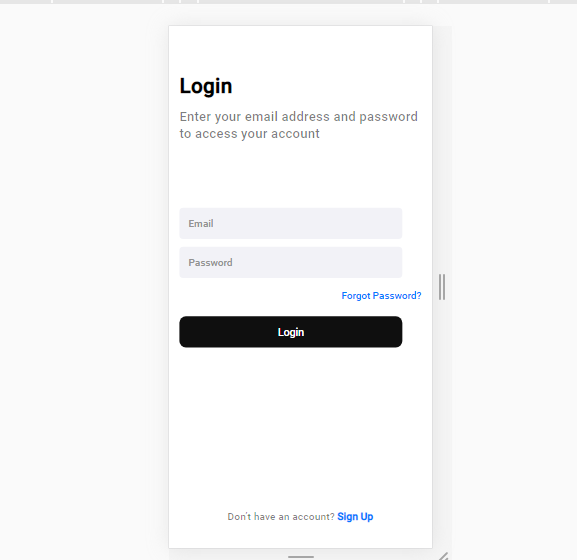 Login
Enter your email address and password
to access your account
Email
Password
Forgot Password?
Login
Don't have an account? Sign Up